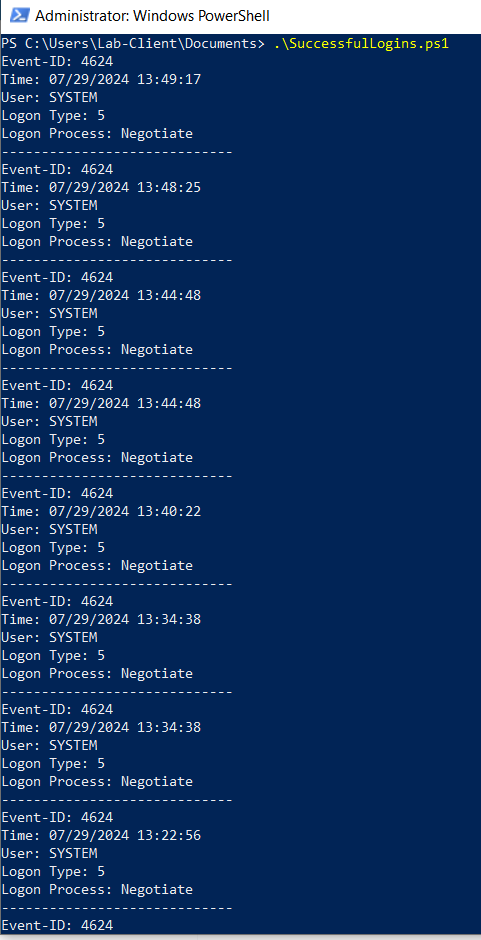 Administrator: Windows PowerShell
PS C:\Users\Lab-Client\Documents> .\SuccessfulLogins.ps1
Event-ID: 4624
Time: 07/29/2024 13:49:17
User: SYSTEM
Logon Type: 5
Logon Process: Negotiate
-----------------------------
Event-ID: 4624
Time: 07/29/2024 13:48:25
User: SYSTEM
Logon Type: 5
Logon Process: Negotiate
-----------------------------
Event-ID: 4624
Time: 07/29/2024 13:44:48
User: SYSTEM
Logon Type: 5
Logon Process: Negotiate
-----------------------------
Event-ID: 4624
Time: 07/29/2024 13:44:48
User: SYSTEM
Logon Type: 5
Logon Process: Negotiate
-----------------------------
Event-ID: 4624
Time: 07/29/2024 13:40:22
User: SYSTEM
Logon Type: 5
Logon Process: Negotiate
-----------------------------
Event-ID: 4624
Time: 07/29/2024 13:34:38
User: SYSTEM
Logon Type: 5
Logon Process: Negotiate
-----------------------------
Event-ID: 4624
Time: 07/29/2024 13:34:38
User: SYSTEM
Logon Type: 5
Logon Process: Negotiate
-----------------------------
Event-ID: 4624
Time: 07/29/2024 13:22:56
User: SYSTEM
Logon Type: 5
Logon Process: Negotiate
-----------------------------
Event-ID: 4624